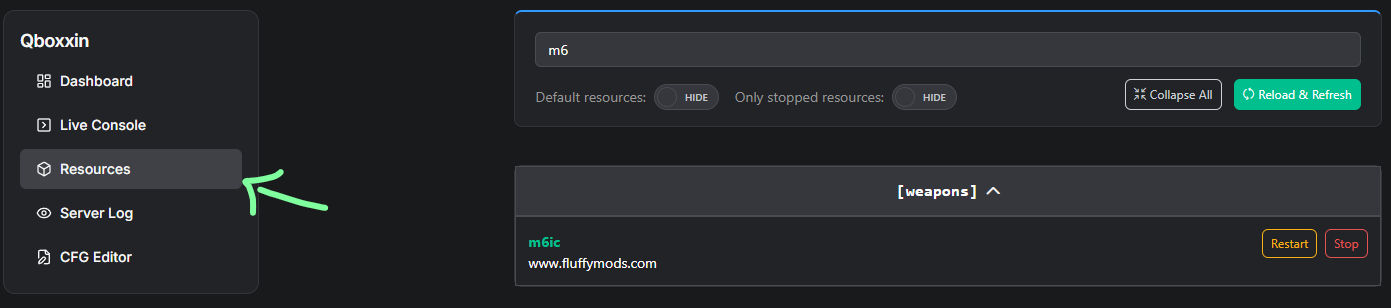 Qboxxin
Dashboard
Live Console
Resources
Server Log
CFG Editor
m6
Default resources: HIDE Only stopped resources: HIDE Collapse All Reload & Refresh
[weapons]
m6ic
www.fluffymods.com
Restart Stop